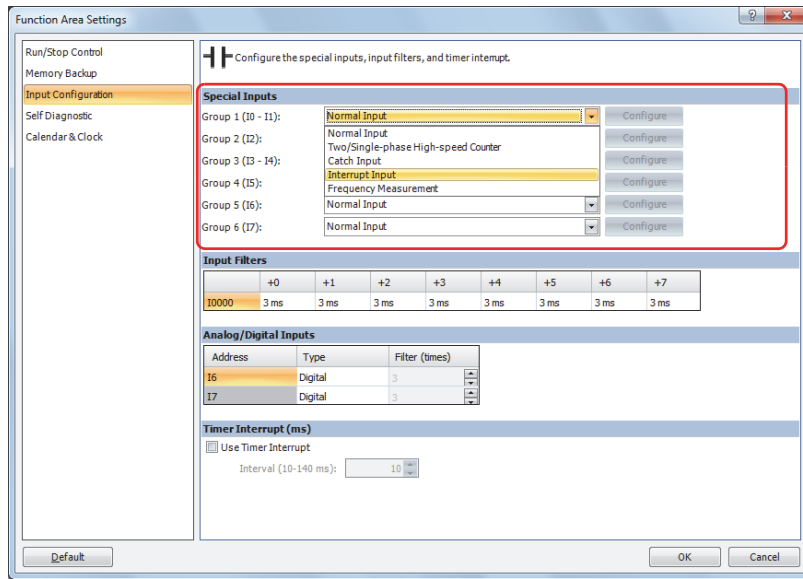 Function Area Settings
Run/Stop Control
Memory Backup
Input Configuration
Self Diagnostic
Calendar & Clock
Configure the special inputs, input filters, and timer interrupt.
Special Inputs
Group 1 (I0 - I1): Normal Input Configure
Normal Input
Two/Single-phase High-speed Counter
Catch Input
Interrupt Input
Frequency Measurement
Group 2 (I2): Configure
Group 3 (I3 - I4): Configure
Group 4 (I5): Configure
Group 5 (I6): Normal Input Configure
Group 6 (I7): Normal Input Configure
Input Filters
+0 +1 +2 +3 +4 +5 +6 +7
I0000 3 ms 3 ms 3 ms 3 ms 3 ms 3 ms 3 ms 3 ms
Analog/Digital Inputs
Address Type Filter (times)
I6 Digital 3
I7 Digital 3
Timer Interrupt (ms)
Use Timer Interrupt
Interval (10-140 ms): 10
Default OK Cancel